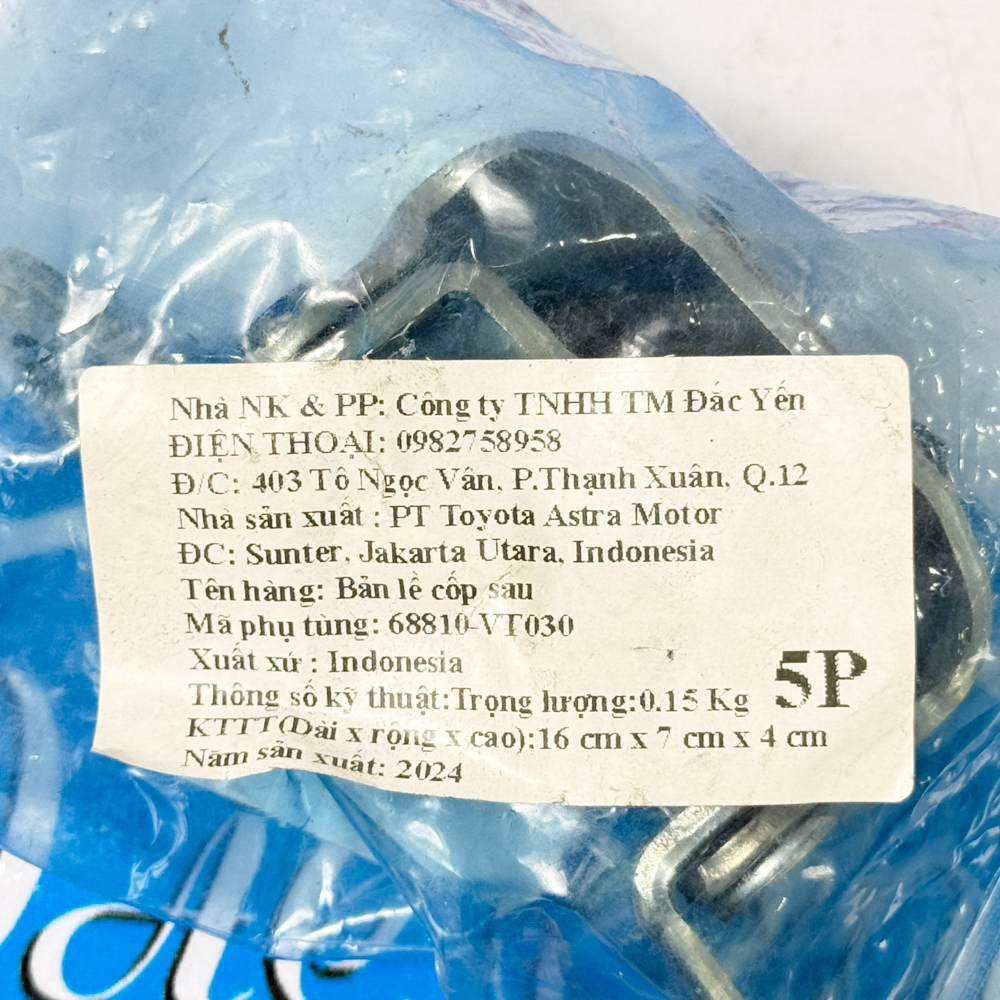 Nhà NK & PP: Công ty TNHH TM Đắc Yến
ĐIỆN THOẠI: 0982758958
Đ/C: 403 Tô Ngọc Vân, P.Thạnh Xuân, Q.12
Nhà sản xuất : PT Toyota Astra Motor
ĐC: Sunter, Jakarta Utara, Indonesia
Tên hàng: Bản lề cốp sau
Mã phụ tùng: 68810-VT030
Xuất xứ : Indonesia
Thông số kỹ thuật:Trọng lượng:0.15 Kg
5P
KTTT(Dài x rộng x cao):16 cm x 7 cm x 4 cm
Năm sản xuất: 2024